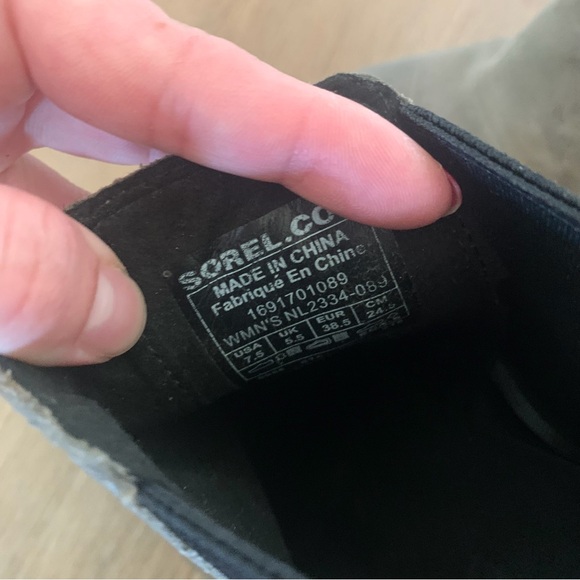 SOREL.CO
MADE IN CHINA
Fabriqué En Chine
1691701089
WMN'S NL2334-089
USA UK EUR CM
7.5 5.5 38.5 24.5